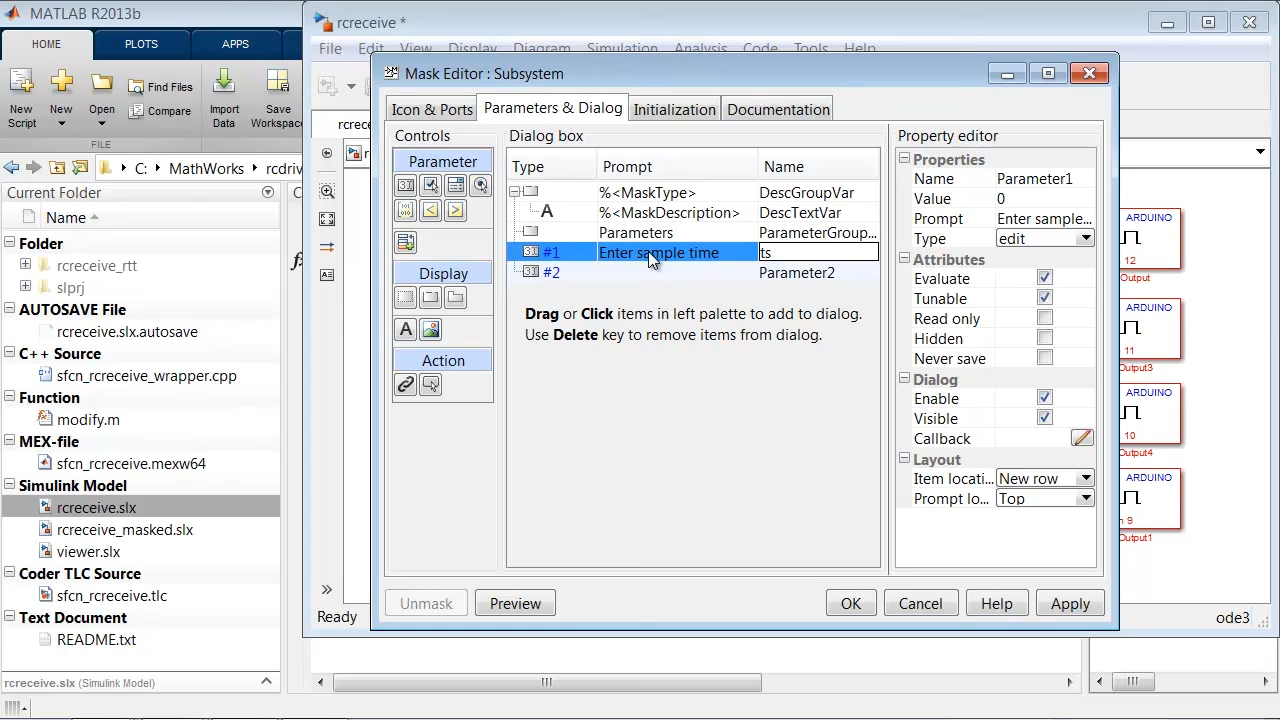 MATLAB R2013b
HOME
PLOTS
APPS
New
Script
New
Open
Find Files
Compare
Import
Data
Save
Workspace
FILE
C:
MathWorks
rcdriv
Current Folder
Name
Folder
rcreceive_rtt
slprj
AUTOSAVE File
rcreceive.slx.autosave
C++ Source
sfcn_rcreceive_wrapper.cpp
Function
modify.m
MEX-file
sfcn_rcreceive.mexw64
Simulink Model
rcreceive.slx
rcreceive_masked.slx
viewer.slx
Coder TLC Source
sfcn_rcreceive.tlc
Text Document
README.txt
rcreceive.slx (Simulink Model)
rcreceive *
File Edit View Display Diagram Simulation Analysis Code Tools Help
Mask Editor : Subsystem
Icon & Ports
Parameters & Dialog
Initialization
Documentation
Controls
Parameter
Display
A
Action
Dialog box
Type Prompt Name
%<MaskType> DescGroupVar
A %<MaskDescription> DescTextVar
Parameters ParameterGroup...
#1 Enter sample time ts
#2 Parameter2
Drag or Click items in left palette to add to dialog.
Use Delete key to remove items from dialog.
Property editor
Properties
Name Parameter1
Value 0
Prompt Enter sample...
Type edit
Attributes
Evaluate
Tunable
Read only
Hidden
Never save
Dialog
Enable
Visible
Callback
Layout
Item locati... New row
Prompt lo... Top
Unmask
Preview
OK
Cancel
Help
Apply
ARDUINO
12
Output
ARDUINO
11
Output3
ARDUINO
10
Output4
ARDUINO
n 9
Output1
Ready
ode3